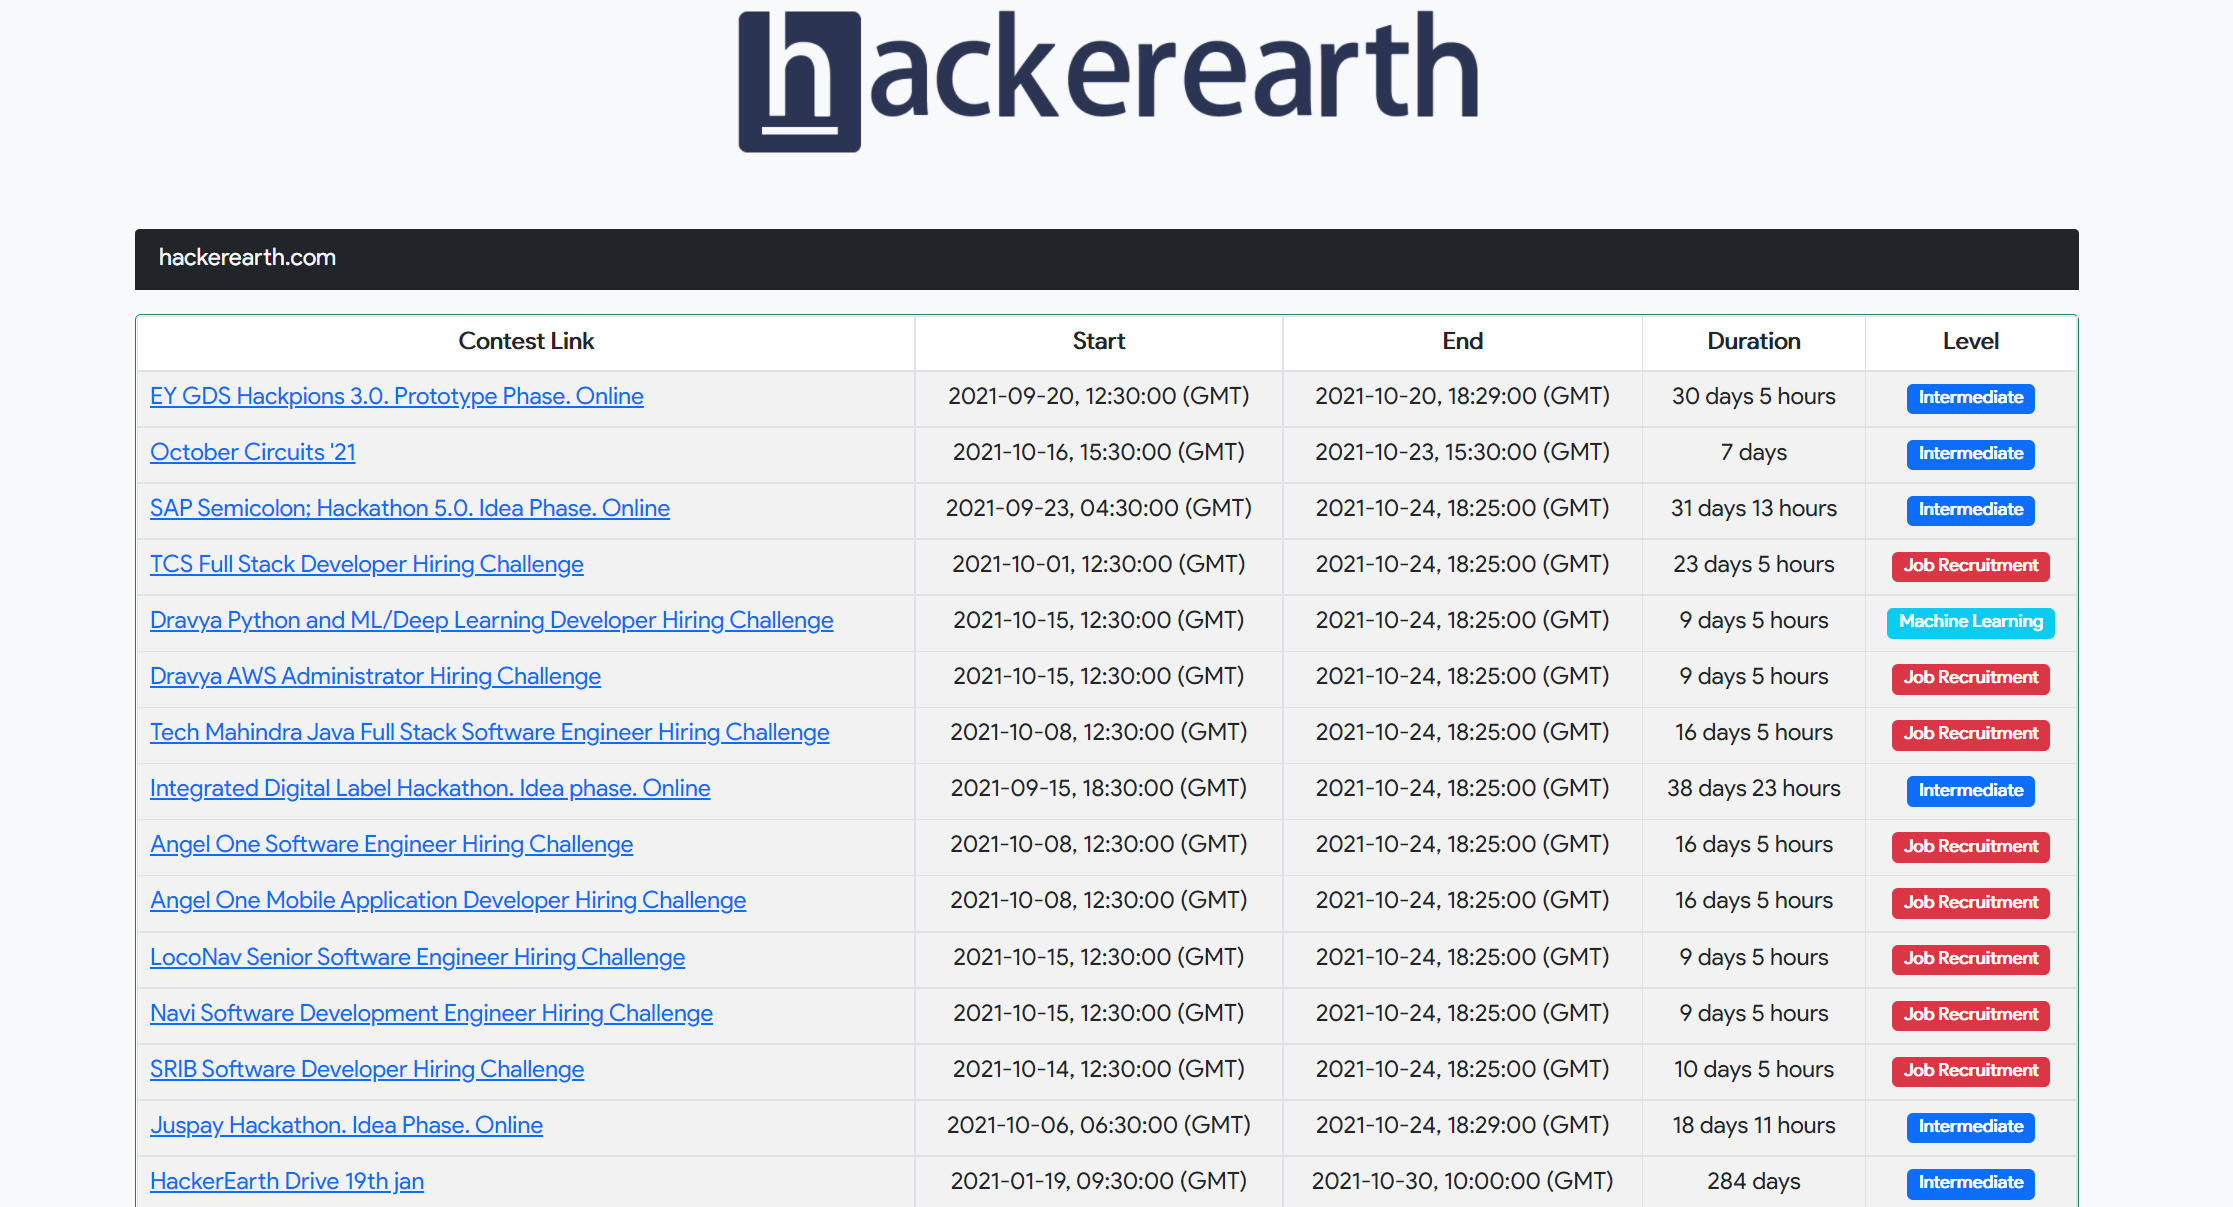 hackerearth
hackerearth.com
Contest Link Start End Duration Level
EY GDS Hackpions 3.0. Prototype Phase. Online 2021-09-20, 12:30:00 (GMT) 2021-10-20, 18:29:00 (GMT) 30 days 5 hours Intermediate
October Circuits '21 2021-10-16, 15:30:00 (GMT) 2021-10-23, 15:30:00 (GMT) 7 days Intermediate
SAP Semicolon; Hackathon 5.0. Idea Phase. Online 2021-09-23, 04:30:00 (GMT) 2021-10-24, 18:25:00 (GMT) 31 days 13 hours Intermediate
TCS Full Stack Developer Hiring Challenge 2021-10-01, 12:30:00 (GMT) 2021-10-24, 18:25:00 (GMT) 23 days 5 hours Job Recruitment
Dravya Python and ML/Deep Learning Developer Hiring Challenge 2021-10-15, 12:30:00 (GMT) 2021-10-24, 18:25:00 (GMT) 9 days 5 hours Machine Learning
Dravya AWS Administrator Hiring Challenge 2021-10-15, 12:30:00 (GMT) 2021-10-24, 18:25:00 (GMT) 9 days 5 hours Job Recruitment
Tech Mahindra Java Full Stack Software Engineer Hiring Challenge 2021-10-08, 12:30:00 (GMT) 2021-10-24, 18:25:00 (GMT) 16 days 5 hours Job Recruitment
Integrated Digital Label Hackathon. Idea phase. Online 2021-09-15, 18:30:00 (GMT) 2021-10-24, 18:25:00 (GMT) 38 days 23 hours Intermediate
Angel One Software Engineer Hiring Challenge 2021-10-08, 12:30:00 (GMT) 2021-10-24, 18:25:00 (GMT) 16 days 5 hours Job Recruitment
Angel One Mobile Application Developer Hiring Challenge 2021-10-08, 12:30:00 (GMT) 2021-10-24, 18:25:00 (GMT) 16 days 5 hours Job Recruitment
LocoNav Senior Software Engineer Hiring Challenge 2021-10-15, 12:30:00 (GMT) 2021-10-24, 18:25:00 (GMT) 9 days 5 hours Job Recruitment
Navi Software Development Engineer Hiring Challenge 2021-10-15, 12:30:00 (GMT) 2021-10-24, 18:25:00 (GMT) 9 days 5 hours Job Recruitment
SRIB Software Developer Hiring Challenge 2021-10-14, 12:30:00 (GMT) 2021-10-24, 18:25:00 (GMT) 10 days 5 hours Job Recruitment
Juspay Hackathon. Idea Phase. Online 2021-10-06, 06:30:00 (GMT) 2021-10-24, 18:29:00 (GMT) 18 days 11 hours Intermediate
HackerEarth Drive 19th jan 2021-01-19, 09:30:00 (GMT) 2021-10-30, 10:00:00 (GMT) 284 days Intermediate